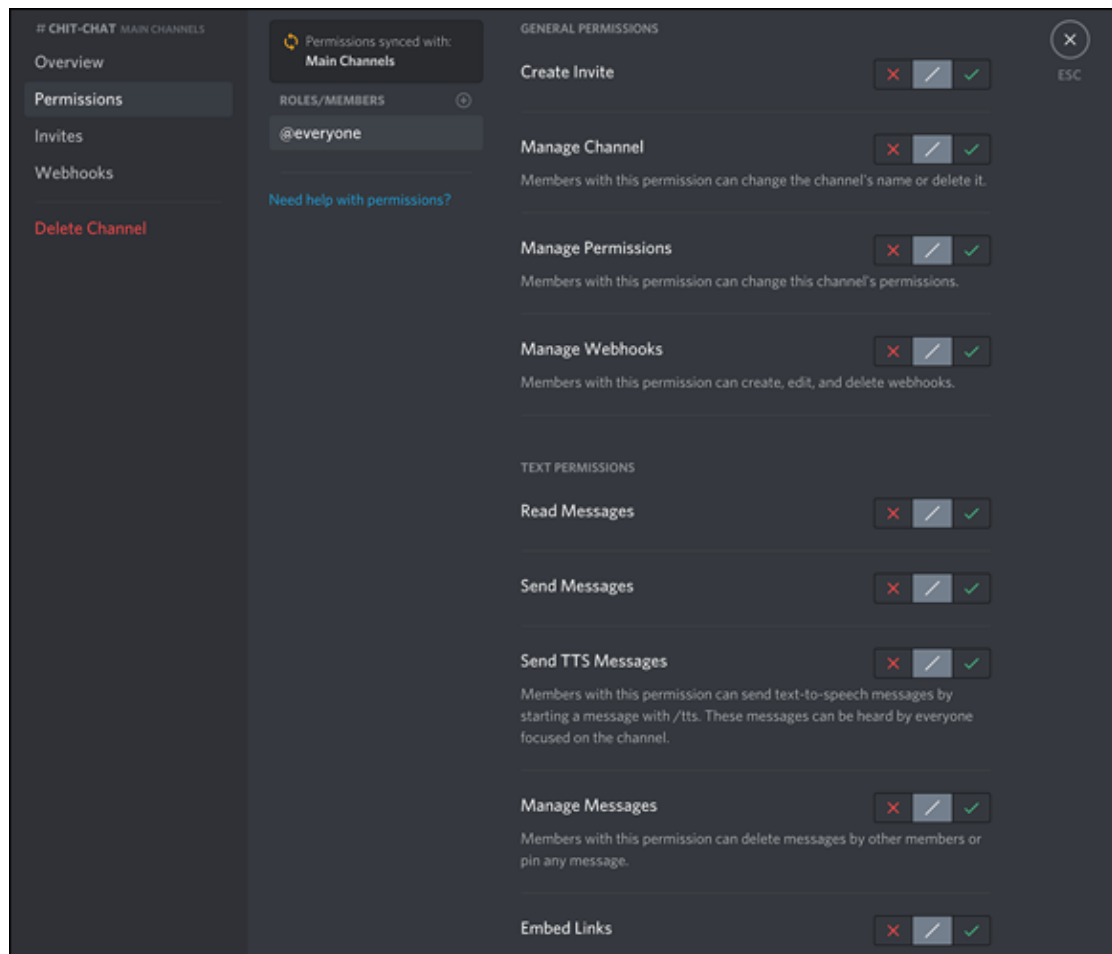 # CHIT-CHAT MAIN CHANNELS
Overview
Permissions
Invites
Webhooks
Delete Channel
Permissions synced with:
Main Channels
ROLES/MEMBERS
@everyone
Need help with permissions?
GENERAL PERMISSIONS
Create Invite
Manage Channel
Members with this permission can change the channel's name or delete it.
Manage Permissions
Members with this permission can change this channel's permissions.
Manage Webhooks
Members with this permission can create, edit, and delete webhooks.
TEXT PERMISSIONS
Read Messages
Send Messages
Send TTS Messages
Members with this permission can send text-to-speech messages by
starting a message with /tts. These messages can be heard by everyone
focused on the channel.
Manage Messages
Members with this permission can delete messages by other members or
pin any message.
Embed Links
ESC